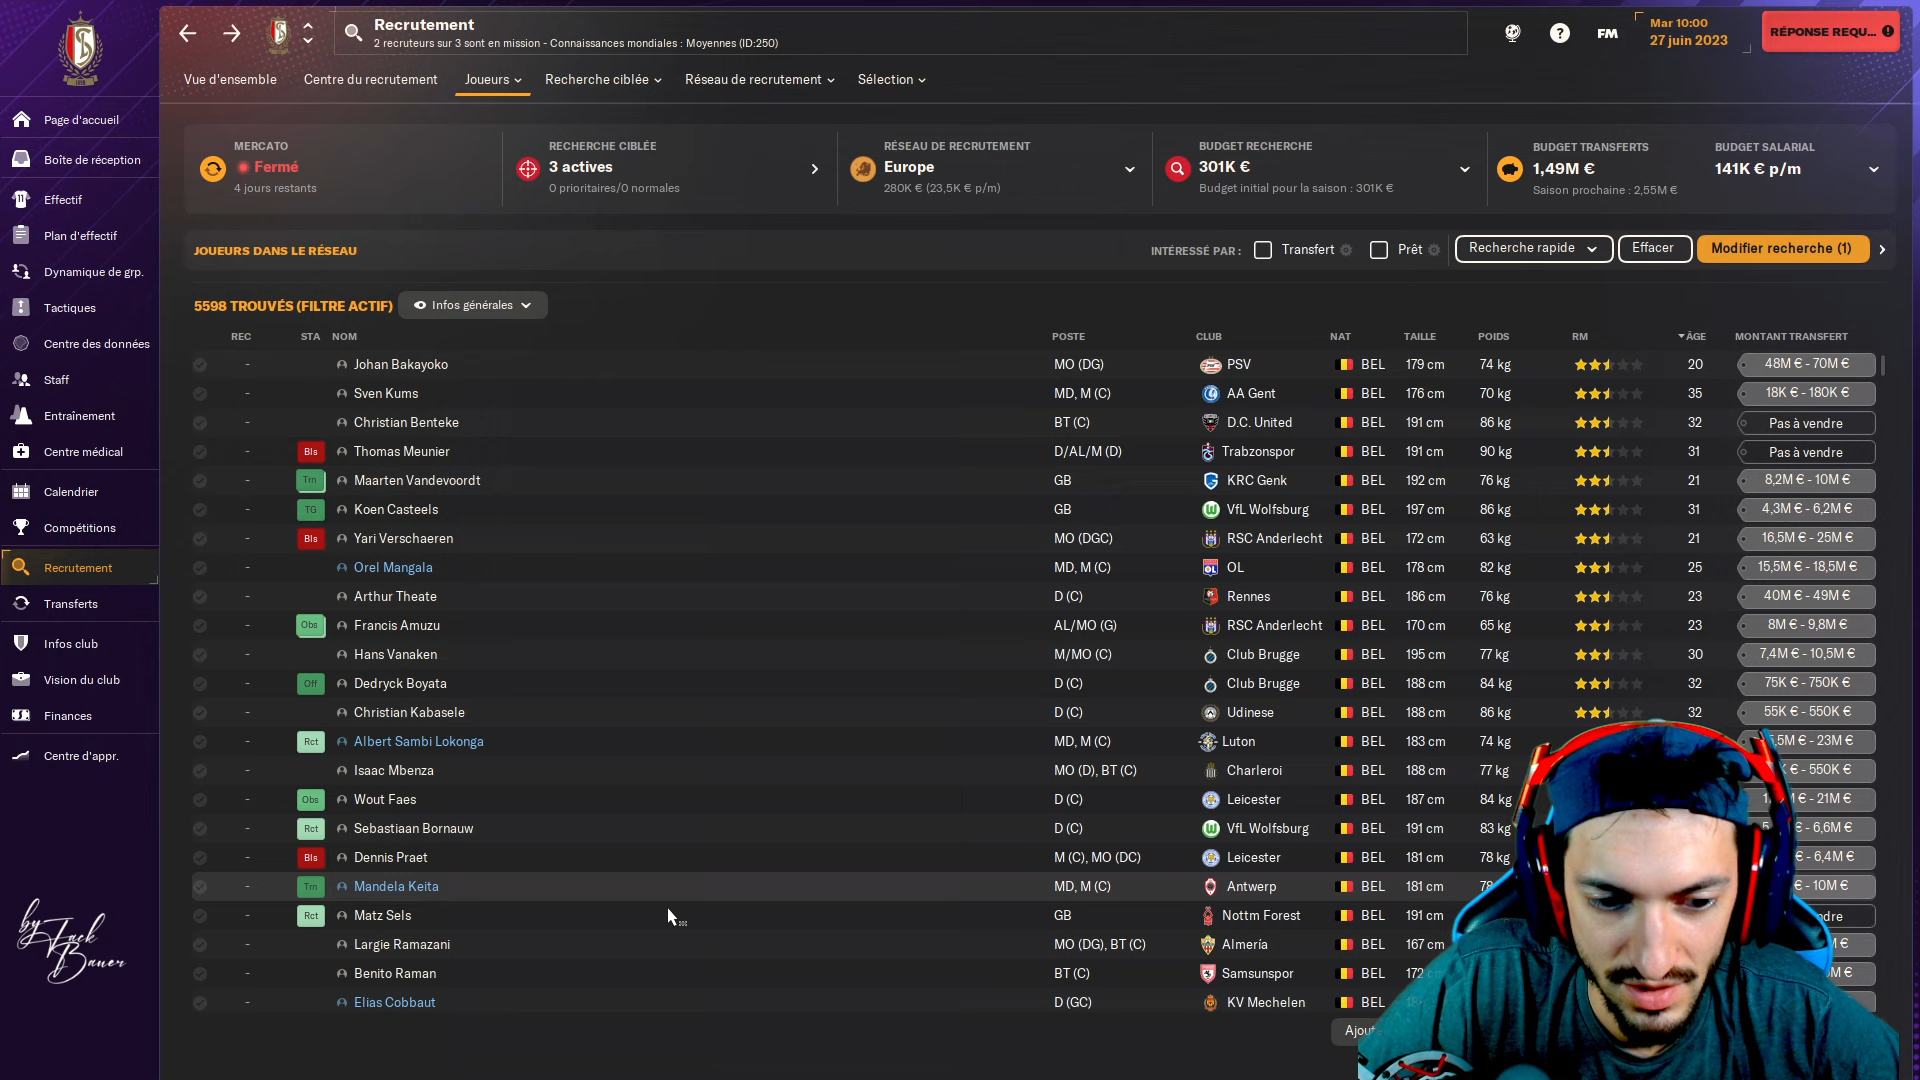 Recrutement
2 recruteurs sur 3 sont en mission - Connaissances mondiales : Moyennes (ID:250)
FM
Mar 10:00
27 juin 2023
RÉPONSE REQU...
Vue d'ensemble Centre du recrutement Joueurs Recherche ciblée Réseau de recrutement Sélection
Page d'accueil
Boîte de réception
Effectif
Plan d'effectif
Dynamique de grp.
Tactiques
Centre des données
Staff
Entraînement
Centre médical
Calendrier
Compétitions
Recrutement
Transferts
Infos club
Vision du club
Finances
Centre d'appr.
by Jack Bauer
MERCATO
Fermé
4 jours restants
RECHERCHE CIBLÉE
3 actives
0 prioritaires/0 normales
RÉSEAU DE RECRUTEMENT
Europe
280K € (23,5K € p/m)
BUDGET RECHERCHE
301K €
Budget initial pour la saison : 301K €
BUDGET TRANSFERTS
1,49M €
Saison prochaine : 2,55M €
BUDGET SALARIAL
141K € p/m
JOUEURS DANS LE RÉSEAU
INTÉRESSÉ PAR : Transfert Prêt Recherche rapide Effacer Modifier recherche (1)
5598 TROUVÉS (FILTRE ACTIF) Infos générales
REC STA NOM POSTE CLUB NAT TAILLE POIDS RM ÂGE MONTANT TRANSFERT
- Johan Bakayoko MO (DG) PSV BEL 179 cm 74 kg 20 48M € - 70M €
- Sven Kums MD, M (C) AA Gent BEL 176 cm 70 kg 35 18K € - 180K €
- Christian Benteke BT (C) D.C. United BEL 191 cm 86 kg 32 Pas à vendre
- Bls Thomas Meunier D/AL/M (D) Trabzonspor BEL 191 cm 90 kg 31 Pas à vendre
- Trn Maarten Vandevoordt GB KRC Genk BEL 192 cm 76 kg 21 8,2M € - 10M €
- TG Koen Casteels GB VfL Wolfsburg BEL 197 cm 86 kg 31 4,3M € - 6,2M €
- Bls Yari Verschaeren MO (DGC) RSC Anderlecht BEL 172 cm 63 kg 21 16,5M € - 25M €
- Orel Mangala MD, M (C) OL BEL 178 cm 82 kg 25 15,5M € - 18,5M €
- Arthur Theate D (C) Rennes BEL 186 cm 76 kg 23 40M € - 49M €
- Obs Francis Amuzu AL/MO (G) RSC Anderlecht BEL 170 cm 65 kg 23 8M € - 9,8M €
- Hans Vanaken M/MO (C) Club Brugge BEL 195 cm 77 kg 30 7,4M € - 10,5M €
- Off Dedryck Boyata D (C) Club Brugge BEL 188 cm 84 kg 32 75K € - 750K €
- Christian Kabasele D (C) Udinese BEL 188 cm 86 kg 32 55K € - 550K €
- Rct Albert Sambi Lokonga MD, M (C) Luton BEL 183 cm 74 kg - 23M €
- Isaac Mbenza MO (D), BT (C) Charleroi BEL 188 cm 77 kg € - 550K €
- Obs Wout Faes D (C) Leicester BEL 187 cm 84 kg € - 21M €
- Rct Sebastiaan Bornauw D (C) VfL Wolfsburg BEL 191 cm 83 kg € - 6,6M €
- Bls Dennis Praet M (C), MO (DC) Leicester BEL 181 cm 78 kg € - 6,4M €
- Trn Mandela Keita MD, M (C) Antwerp BEL 181 cm € - 10M €
- Rct Matz Sels GB Nottm Forest BEL 191 cm
- Largie Ramazani MO (DG), BT (C) Almería BEL 167 cm
- Benito Raman BT (C) Samsunspor BEL 172
- Elias Cobbaut D (GC) KV Mechelen BEL